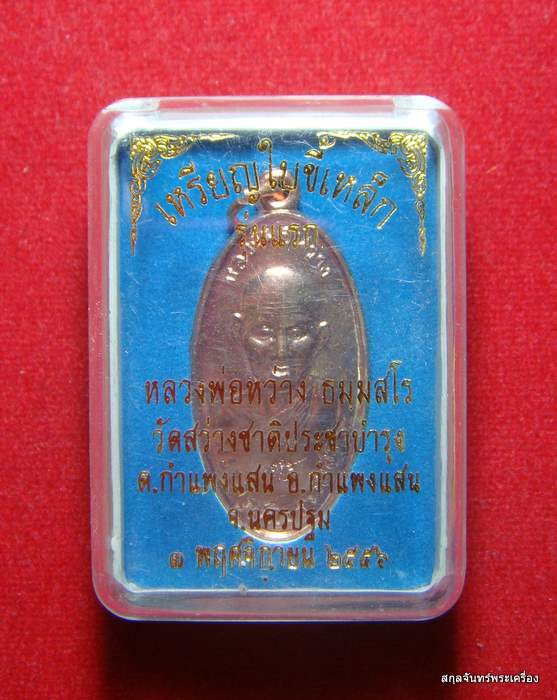 เหรียญใบขี้เหล็ก
รุ่นแรก
หลวงพ่อหว่าง ธมมสโร
วัดสว่างชาติประชาบำรุง
ต.กำแพงแสน อ.กำแพงแสน
จ.นครปฐม
๓ พฤศจิกายน ๒๕๕๖
สกุลจันทร์พระเครื่อง